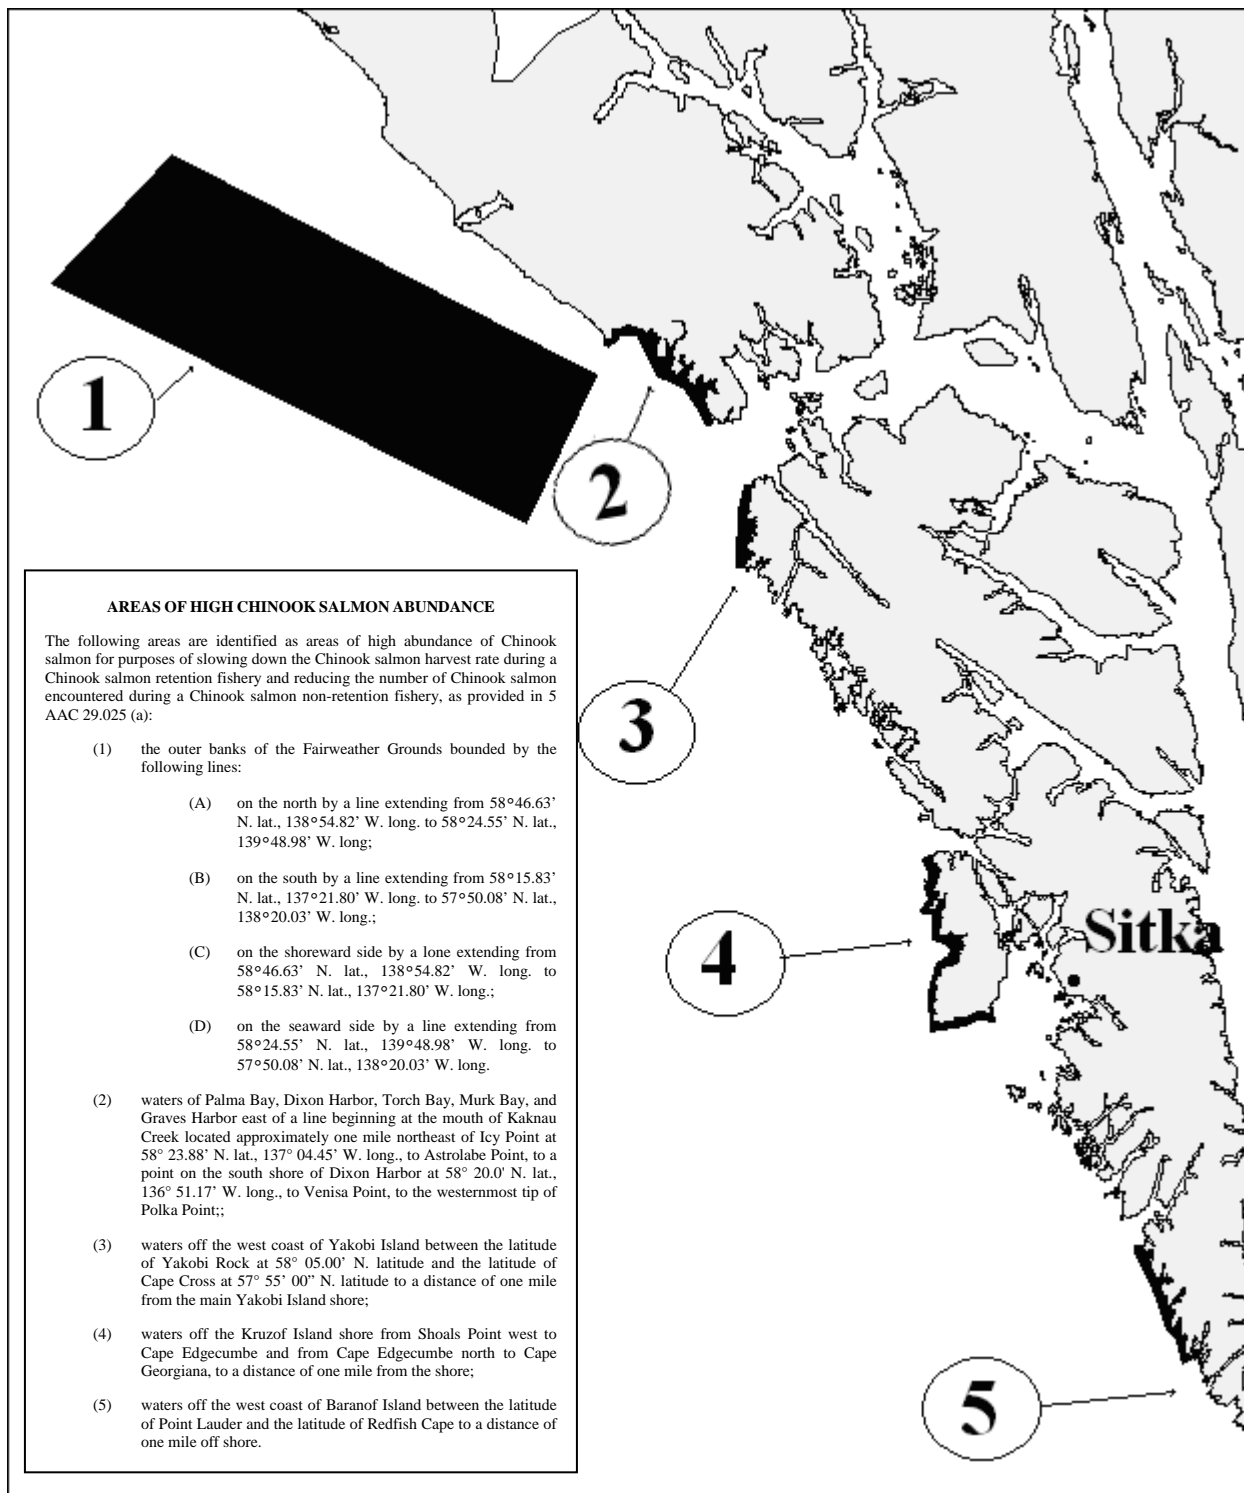 1
2
3
4
Sitka
5
AREAS OF HIGH CHINOOK SALMON ABUNDANCE
The following areas are identified as areas of high abundance of Chinook
salmon for purposes of slowing down the Chinook salmon harvest rate during a
Chinook salmon retention fishery and reducing the number of Chinook salmon
encountered during a Chinook salmon non-retention fishery, as provided in 5
AAC 29.025 (a):
(1) the outer banks of the Fairweather Grounds bounded by the
following lines:
(A) on the north by a line extending from 58°46.63’
N. lat., 138°54.82’ W. long. to 58°24.55’ N. lat.,
139°48.98’ W. long;
(B) on the south by a line extending from 58°15.83’
N. lat., 137°21.80’ W. long. to 57°50.08’ N. lat.,
138°20.03’ W. long.;
(C) on the shoreward side by a lone extending from
58°46.63’ N. lat., 138°54.82’ W. long. to
58°15.83’ N. lat., 137°21.80’ W. long.;
(D) on the seaward side by a line extending from
58°24.55’ N. lat., 139°48.98’ W. long. to
57°50.08’ N. lat., 138°20.03’ W. long.
(2) waters of Palma Bay, Dixon Harbor, Torch Bay, Murk Bay, and
Graves Harbor east of a line beginning at the mouth of Kaknau
Creek located approximately one mile northeast of Icy Point at
58° 23.88’ N. lat., 137° 04.45’ W. long., to Astrolabe Point, to a
point on the south shore of Dixon Harbor at 58° 20.0' N. lat.,
136° 51.17’ W. long., to Venisa Point, to the westernmost tip of
Polka Point;;
(3) waters off the west coast of Yakobi Island between the latitude
of Yakobi Rock at 58° 05.00’ N. latitude and the latitude of
Cape Cross at 57° 55’ 00” N. latitude to a distance of one mile
from the main Yakobi Island shore;
(4) waters off the Kruzof Island shore from Shoals Point west to
Cape Edgecumbe and from Cape Edgecumbe north to Cape
Georgiana, to a distance of one mile from the shore;
(5) waters off the west coast of Baranof Island between the latitude
of Point Lauder and the latitude of Redfish Cape to a distance of
one mile off shore.